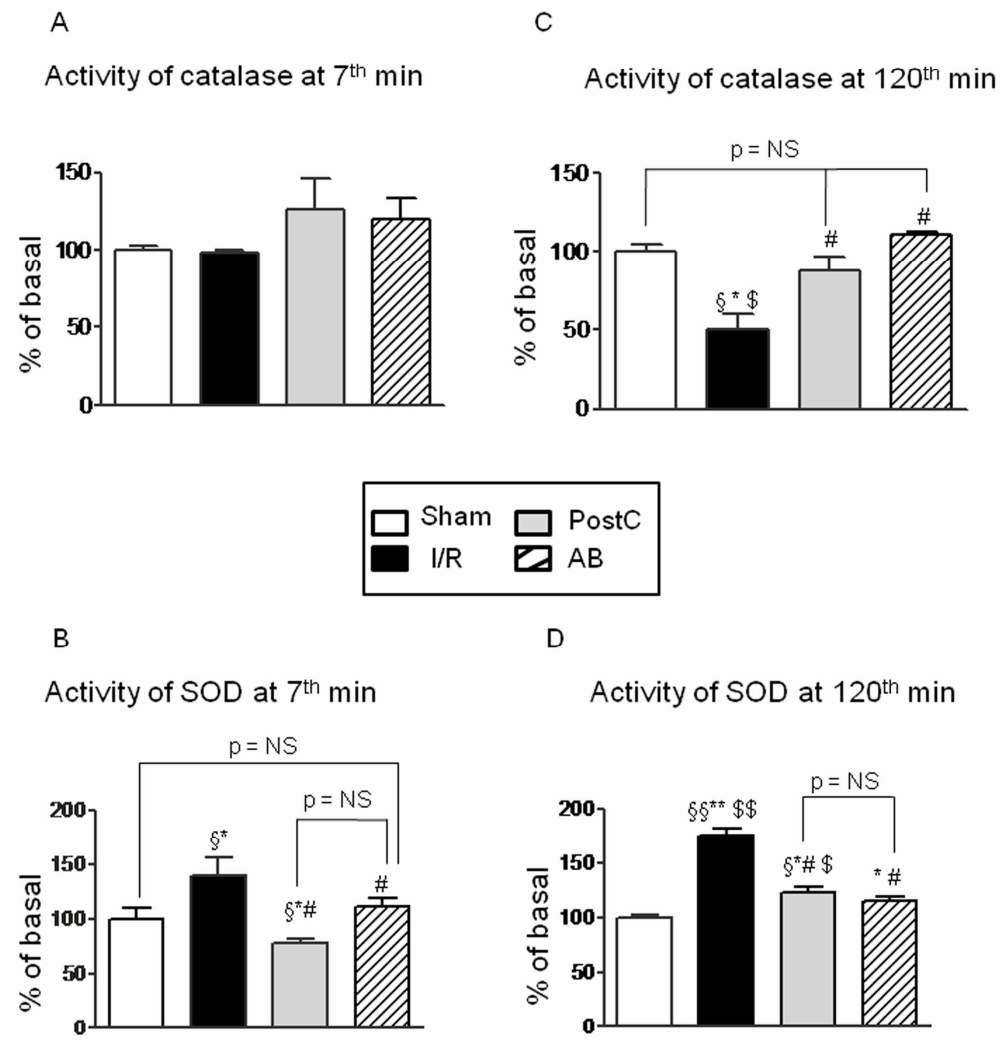 A
Activity of catalase at 7th min
% of basal
150
100
50
0
C
Activity of catalase at 120th min
p = NS
% of basal
150
100
50
0
§ * $
#
#
Sham
PostC
I/R
AB
B
Activity of SOD at 7th min
p = NS
p = NS
% of basal
200
150
100
50
0
§*
§*#
#
D
Activity of SOD at 120th min
p = NS
% of basal
200
150
100
50
0
§§** $$
§*# $
* #